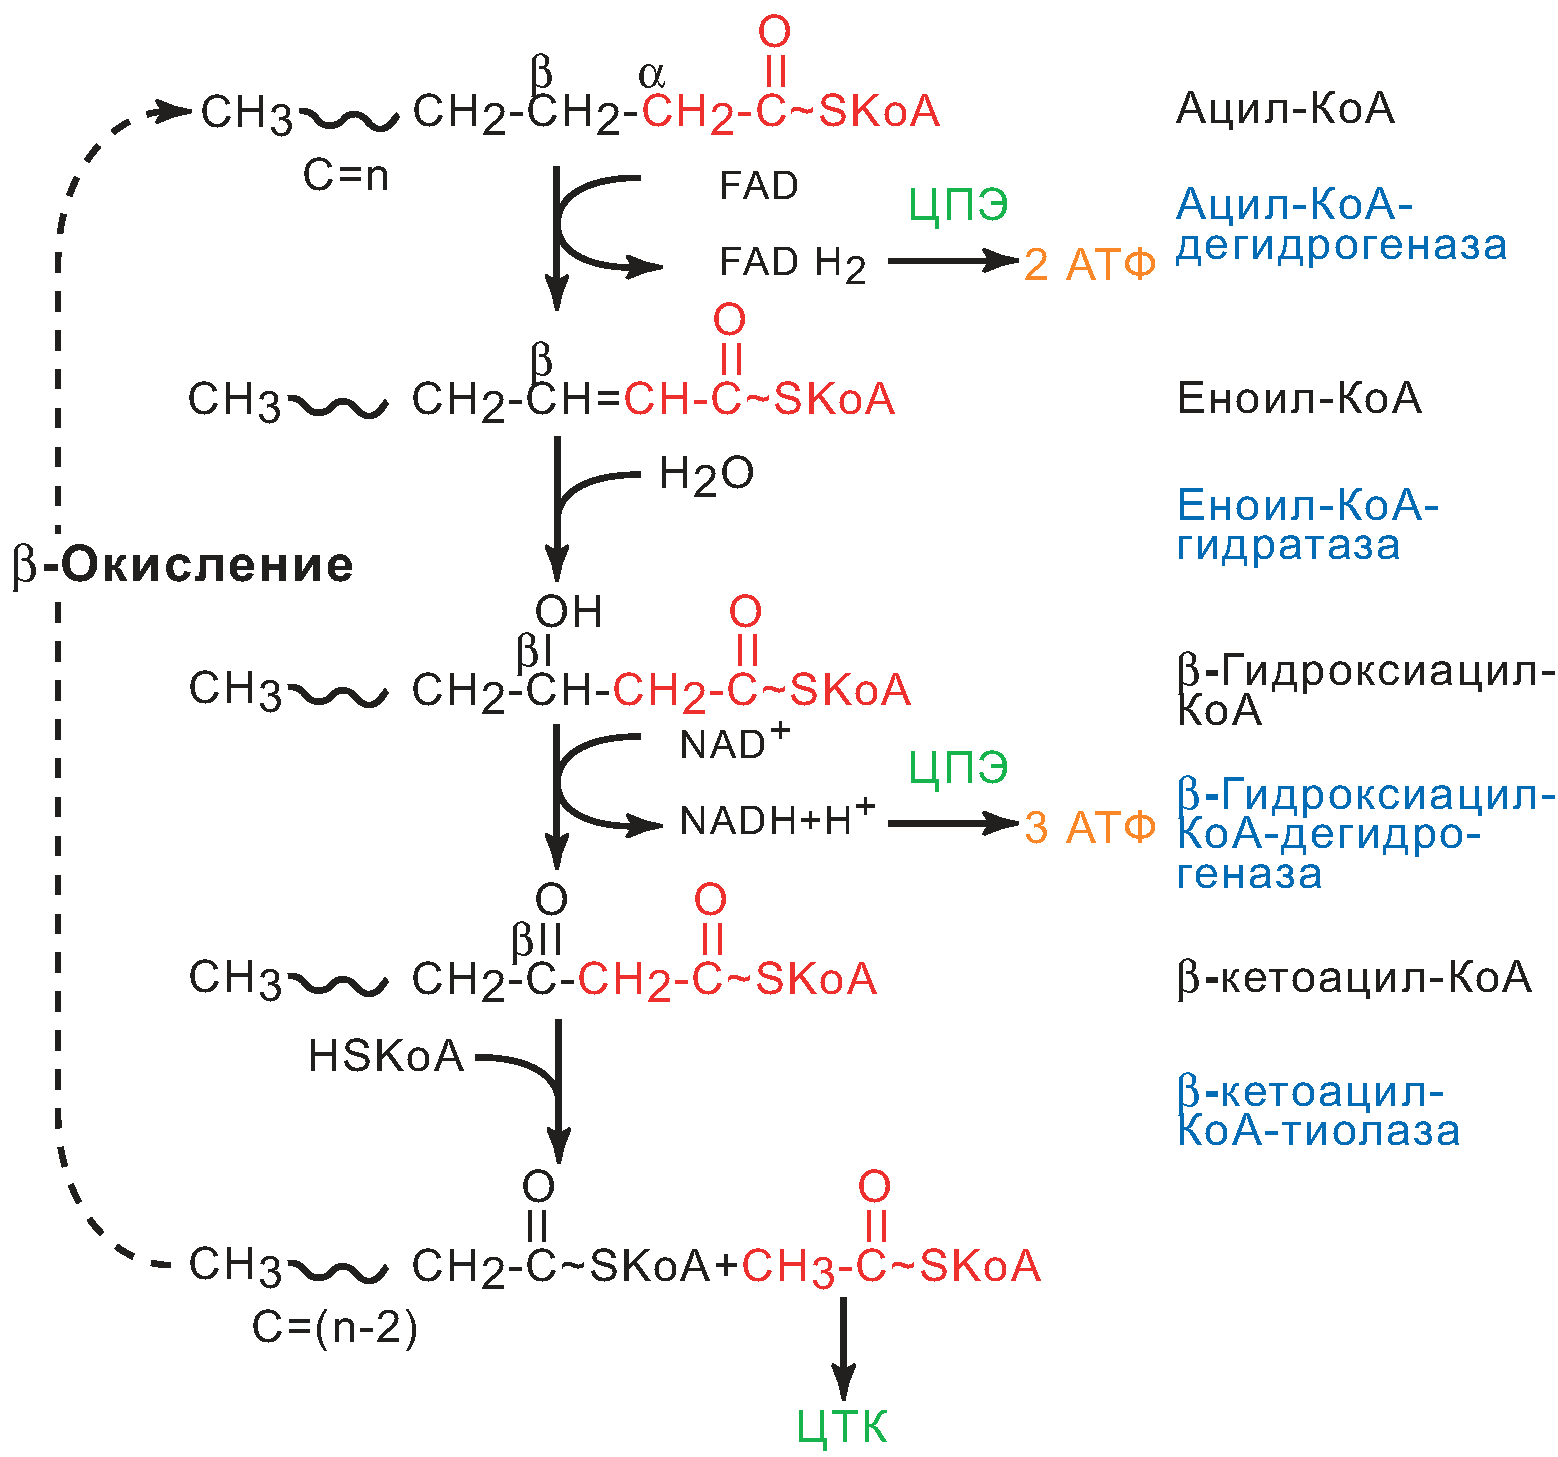 O
β α
CH3 CH2-CH2-CH2-C~SKoA Ацил-КоА
C=n
FAD ЦПЭ Ацил-КоА-
дегидрогеназа
FAD H2 2 АТФ
O
β
CH3 CH2-CH=CH-C~SKoA Еноил-КоА
H2O Еноил-КоА-
гидратаза
β-Окисление
OH O
β β-Гидроксиацил-
CH3 CH2-CH-CH2-C~SKoA КоА
NAD+ ЦПЭ β-Гидроксиацил-
NADH+H+ 3 АТФ КоА-дегидро-
геназа
O O
β
CH3 CH2-C-CH2-C~SKoA β-кетоацил-КоА
HSKoA β-кетоацил-
КоА-тиолаза
O O
CH3 CH2-C~SKoA+CH3-C~SKoA
C=(n-2)
ЦТК